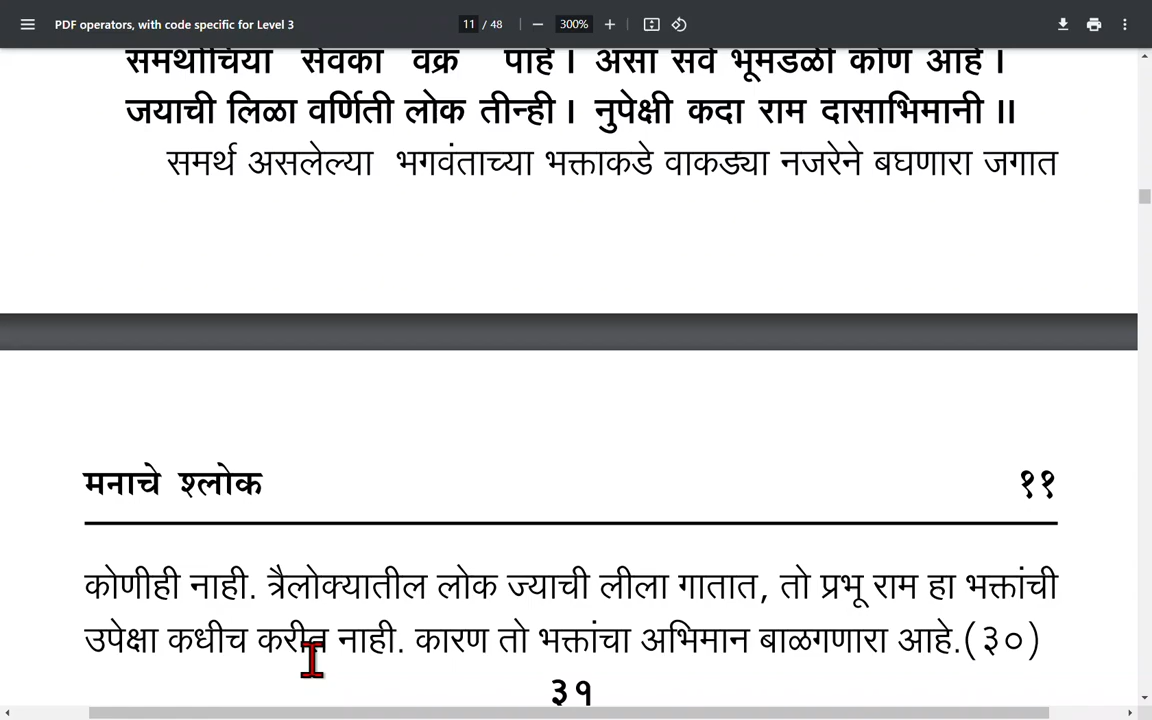 PDF operators, with code specific for Level 3
11 / 48
300%
समर्थाचिया सेवका वक्र पाहे । असा सर्व भूमंडळी कोण आहे ।
जयाची लिळा वर्णिती लोक तीन्ही । नुपेक्षी कदा राम दासाभिमानी ॥
समर्थ असलेल्या भगवंताच्या भक्ताकडे वाकड्या नजरेने बघणारा जगात
मनाचे श्लोक ११
कोणीही नाही. त्रैलोक्यातील लोक ज्याची लीला गातात, तो प्रभू राम हा भक्तांची
उपेक्षा कधीच करीत नाही. कारण तो भक्तांचा अभिमान बाळगणारा आहे.(३०)
३१